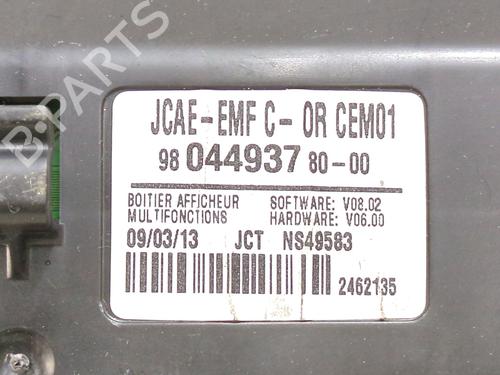 B-PARTS
JCAE-EMF C-OR CEM01
98 044937 80-00
BOITIER AFFICHEUR SOFTWARE: V08.02
MULTIFONCTIONS HARDWARE: V06.00
09/03/13 JCT NS49583
2462135
B-PARTS